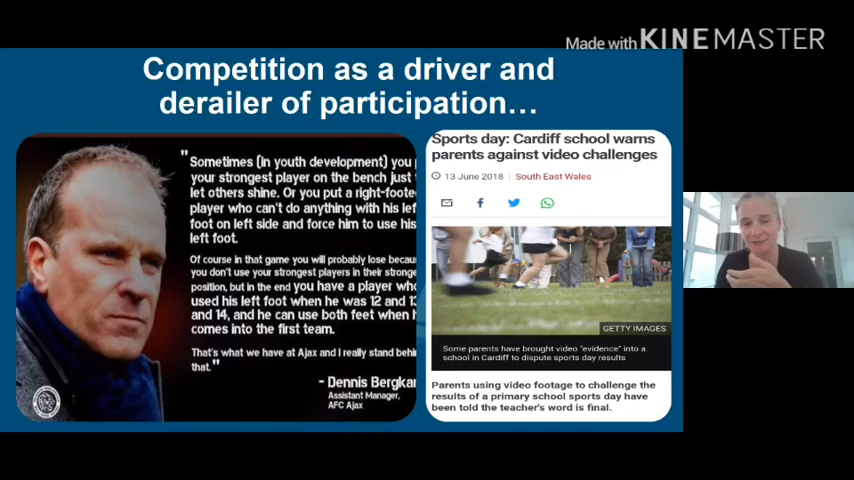 Made with KINEMASTER
Competition as a driver and
derailer of participation...
"Sometimes (in youth development) you
your strongest player on the bench just
let others shine. Or you put a right-foote
player who can't do anything with his lef
foot on left side and force him to use his
left foot.
Of course in that game you will probably lose becau
you don't use your strongest players in their stronge
position, but in the end you have a player who
used his left foot when he was 12 and 13
and 14, and he can use both feet when h
comes into the first team.
That's what we have at Ajax and I really stand behin
that."
- Dennis Bergkam
Assistant Manager,
AFC Ajax
Sports day: Cardiff school warns
parents against video challenges
13 June 2018 | South East Wales
GETTY IMAGES
Some parents have brought video "evidence" into a
school in Cardiff to dispute sports day results
Parents using video footage to challenge the
results of a primary school sports day have
been told the teacher's word is final.